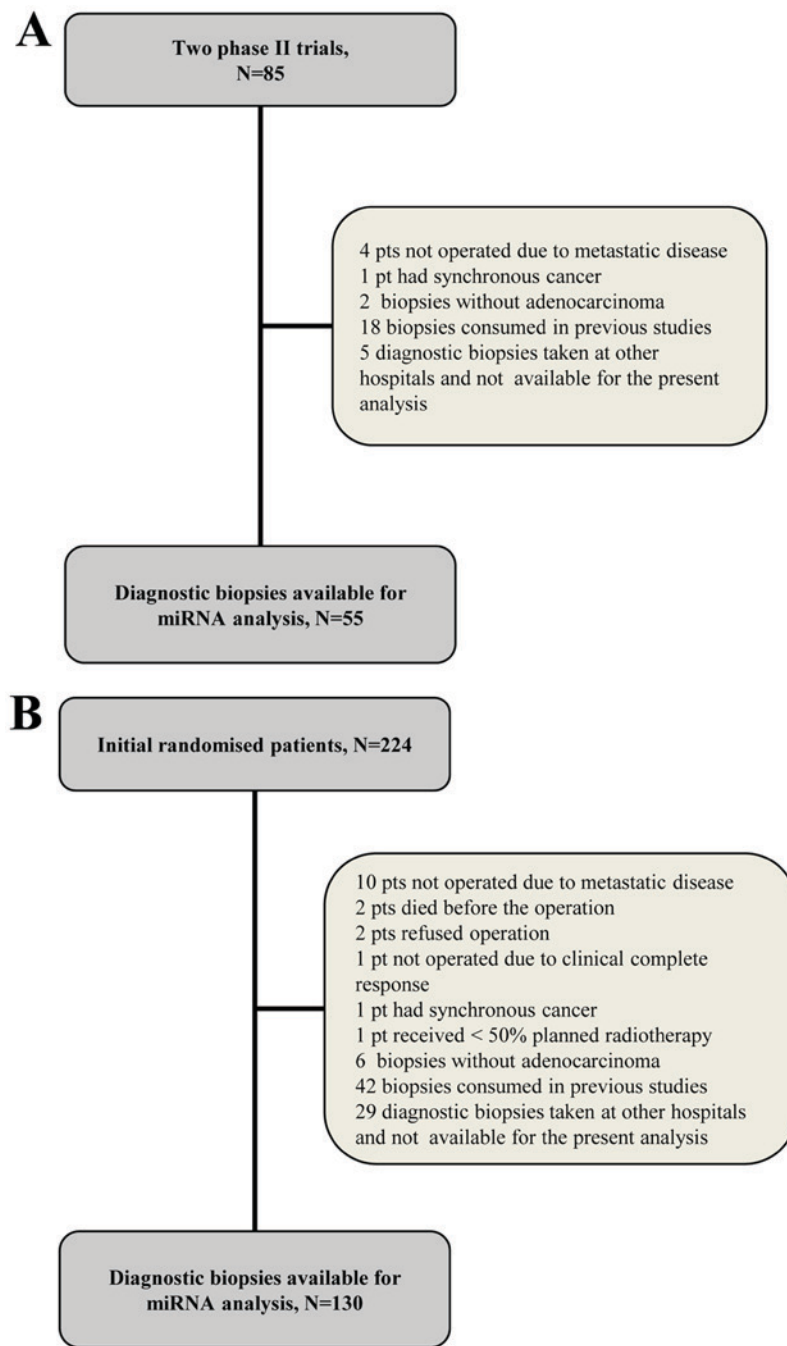 A
Two phase II trials,
N=85
4 pts not operated due to metastatic disease
1 pt had synchronous cancer
2 biopsies without adenocarcinoma
18 biopsies consumed in previous studies
5 diagnostic biopsies taken at other
hospitals and not available for the present
analysis
Diagnostic biopsies available for
miRNA analysis, N=55
B
Initial randomised patients, N=224
10 pts not operated due to metastatic disease
2 pts died before the operation
2 pts refused operation
1 pt not operated due to clinical complete
response
1 pt had synchronous cancer
1 pt received < 50% planned radiotherapy
6 biopsies without adenocarcinoma
42 biopsies consumed in previous studies
29 diagnostic biopsies taken at other hospitals
and not available for the present analysis
Diagnostic biopsies available for
miRNA analysis, N=130